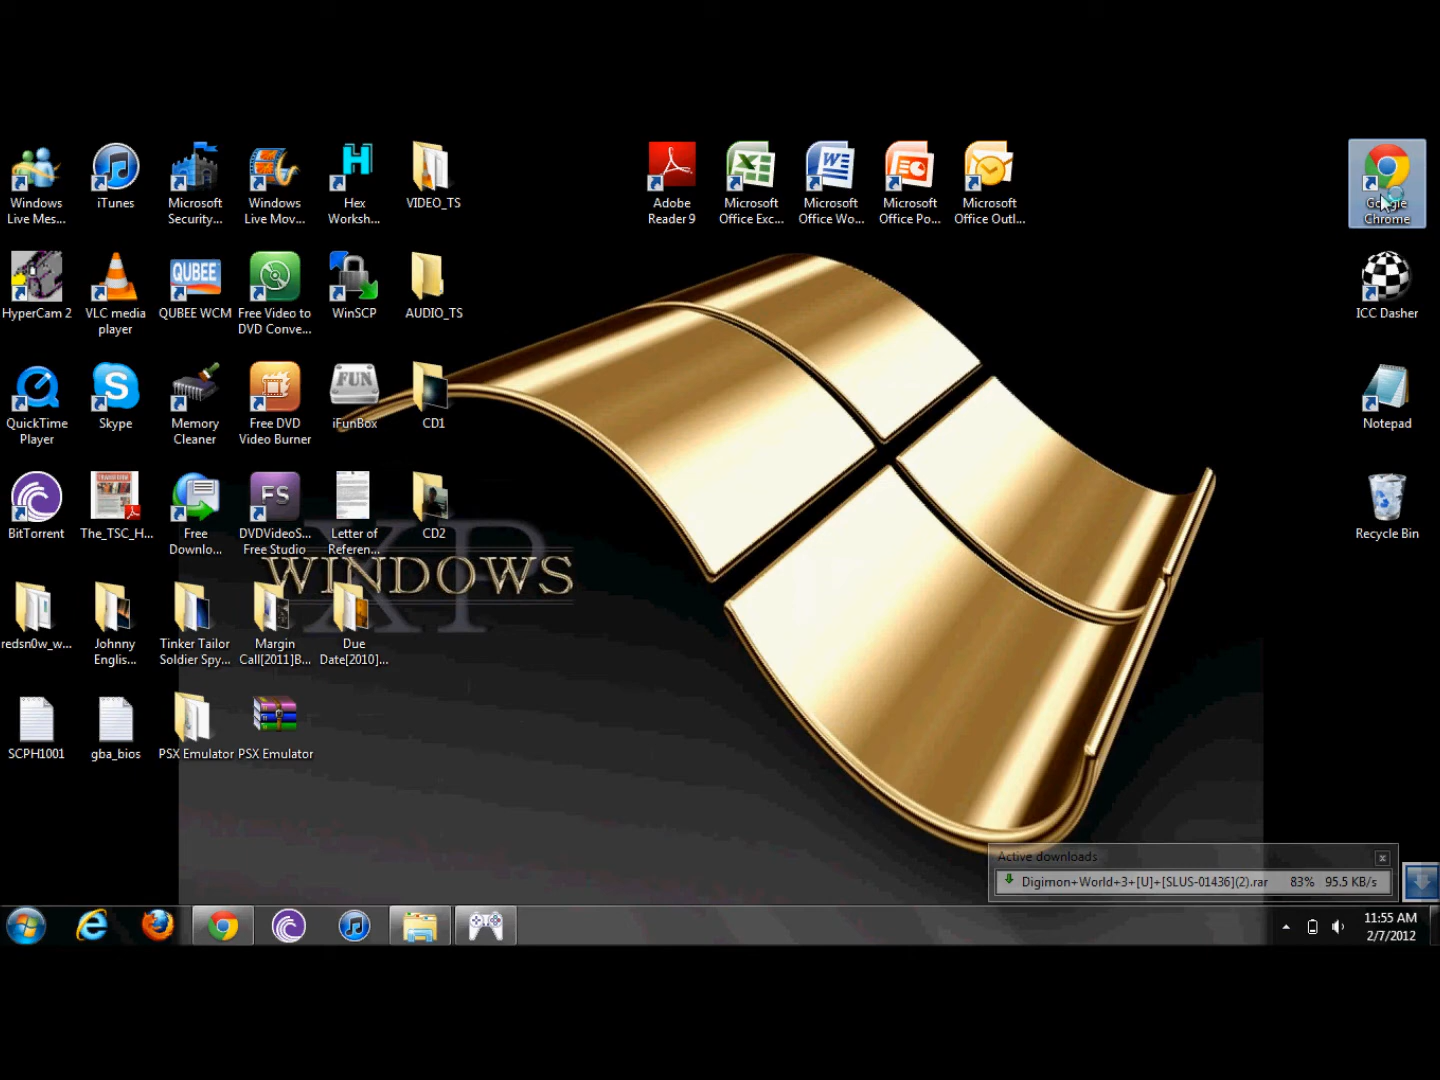 Windows
Live Mes...
iTunes
Microsoft
Security...
Windows
Live Mov...
Hex
Worksh...
VIDEO_TS
Adobe
Reader 9
Microsoft
Office Exc...
Microsoft
Office Wo...
Microsoft
Office Po...
Microsoft
Office Outl...
Google
Chrome
HyperCam 2
VLC media
player
QUBEE
QUBEE WCM
Free Video to
DVD Conve...
WinSCP
AUDIO_TS
ICC Dasher
QuickTime
Player
Skype
Memory
Cleaner
Free DVD
Video Burner
FUN
iFunBox
CD1
Notepad
BitTorrent
The_TSC_H...
Free
Downlo...
FS
DVDVideoS...
Free Studio
Letter of
Referen...
CD2
Recycle Bin
XP
WINDOWS
redsn0w_w...
Johnny
Englis...
Tinker Tailor
Soldier Spy...
Margin
Call[2011]B...
Due
Date[2010]...
SCPH1001
gba_bios
PSX Emulator
PSX Emulator
Active downloads
Digimon+World+3+[U]+[SLUS-01436](2).rar 83% 95.5 KB/s
11:55 AM
2/7/2012